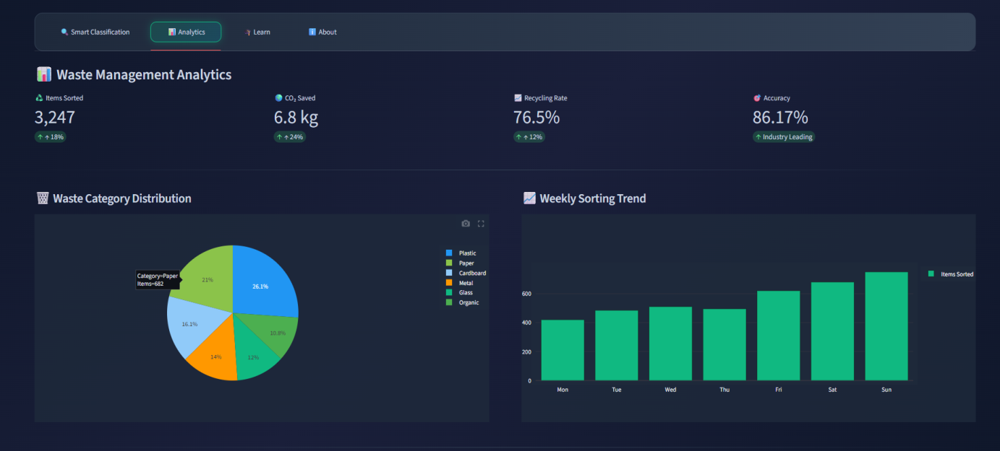 Smart Classification
Analytics
Learn
About
Waste Management Analytics
Items Sorted
3,247
↑ ↑ 18%
CO₂ Saved
6.8 kg
↑ ↑ 24%
Recycling Rate
76.5%
↑ ↑ 12%
Accuracy
86.17%
↑ Industry Leading
Waste Category Distribution
Category=Paper
Items=682
21%
26.1%
16.1%
10.8%
14%
12%
Plastic
Paper
Cardboard
Metal
Glass
Organic
Weekly Sorting Trend
Items Sorted
600
400
200
0
Mon
Tue
Wed
Thu
Fri
Sat
Sun